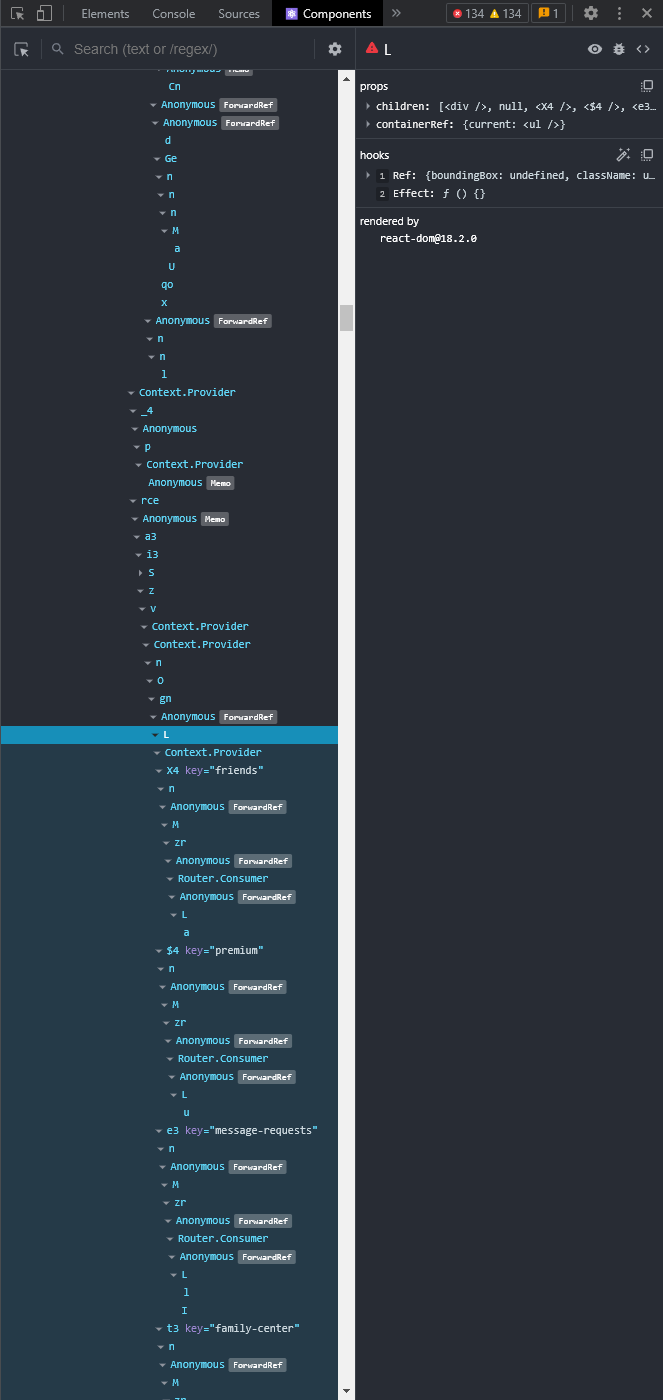 Elements Console Sources Components 134 134 1
Search (text or /regex/)
Anonymous Memo
Cn
Anonymous ForwardRef
Anonymous ForwardRef
d
Ge
n
n
n
M
a
U
qo
x
Anonymous ForwardRef
n
n
l
Context.Provider
_4
Anonymous
p
Context.Provider
Anonymous Memo
rce
Anonymous Memo
a3
i3
S
z
v
Context.Provider
Context.Provider
n
O
gn
Anonymous ForwardRef
L
Context.Provider
X4 key="friends"
n
Anonymous ForwardRef
M
zr
Anonymous ForwardRef
Router.Consumer
Anonymous ForwardRef
L
a
$4 key="premium"
n
Anonymous ForwardRef
M
zr
Anonymous ForwardRef
Router.Consumer
Anonymous ForwardRef
L
u
e3 key="message-requests"
n
Anonymous ForwardRef
M
zr
Anonymous ForwardRef
Router.Consumer
Anonymous ForwardRef
L
l
I
t3 key="family-center"
n
Anonymous ForwardRef
M
zr
L
props
children: [<div />, null, <X4 />, <$4 />, <e3…
containerRef: {current: <ul />}
hooks
1 Ref: {boundingBox: undefined, className: u…
2 Effect: ƒ () {}
rendered by
react-dom@18.2.0